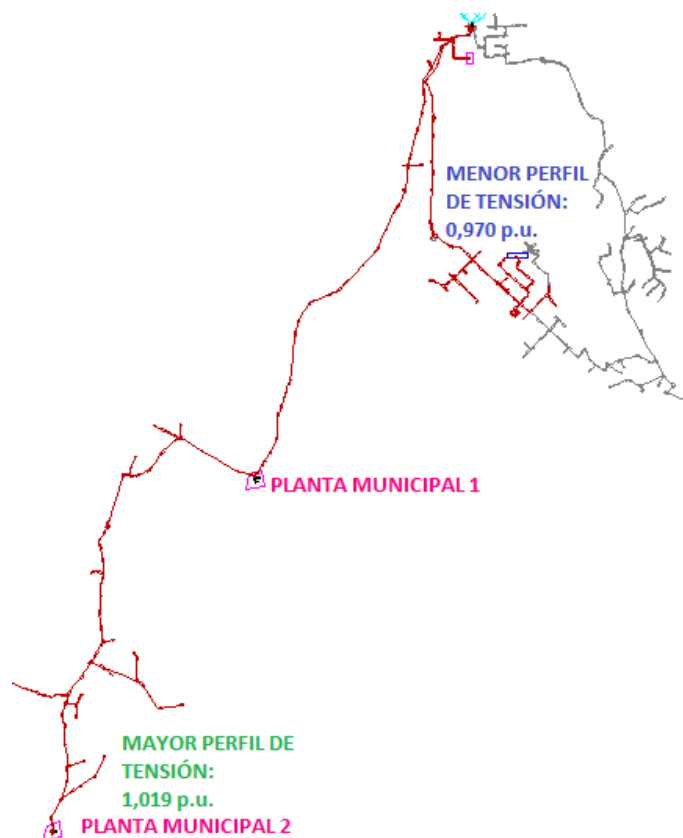 MENOR PERFIL
DE TENSIÓN:
0,970 p.u.
PLANTA MUNICIPAL 1
MAYOR PERFIL DE
TENSIÓN:
1,019 p.u.
PLANTA MUNICIPAL 2